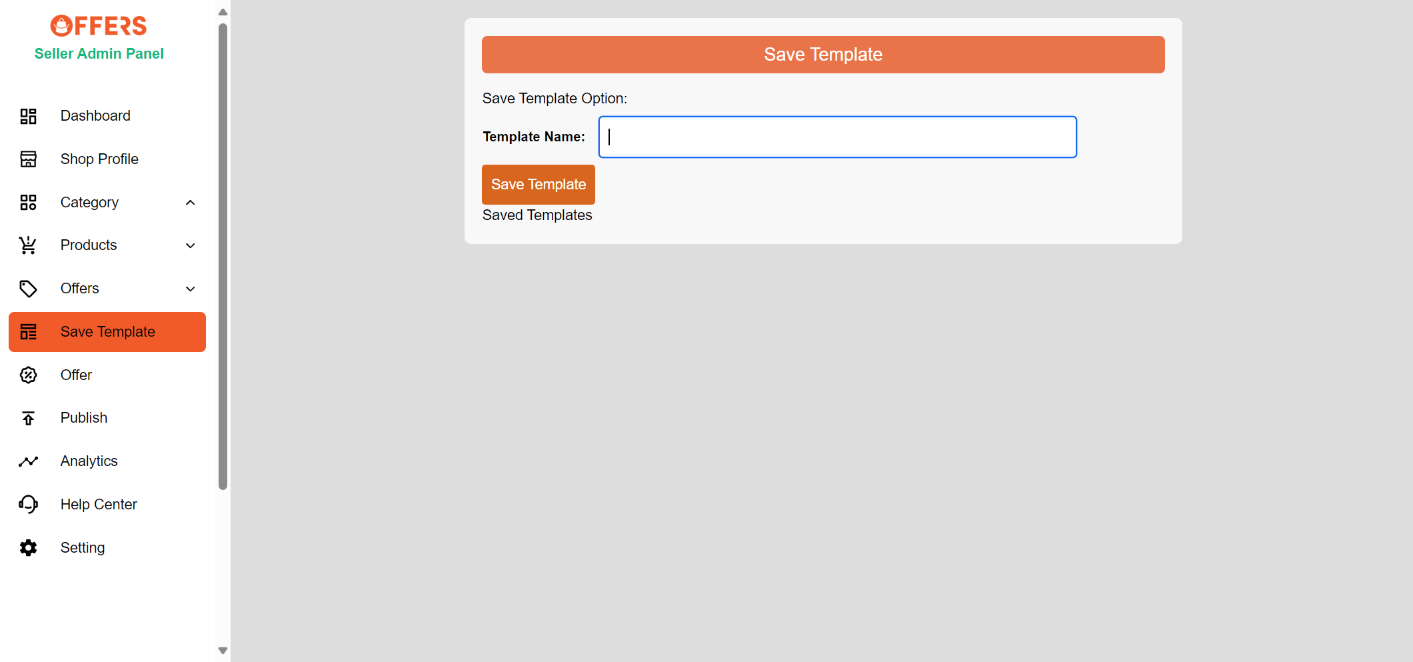 OFFERS
Seller Admin Panel
Dashboard
Shop Profile
Category
Products
Offers
Save Template
Offer
Publish
Analytics
Help Center
Setting
Save Template
Save Template Option:
Template Name:
Save Template
Saved Templates